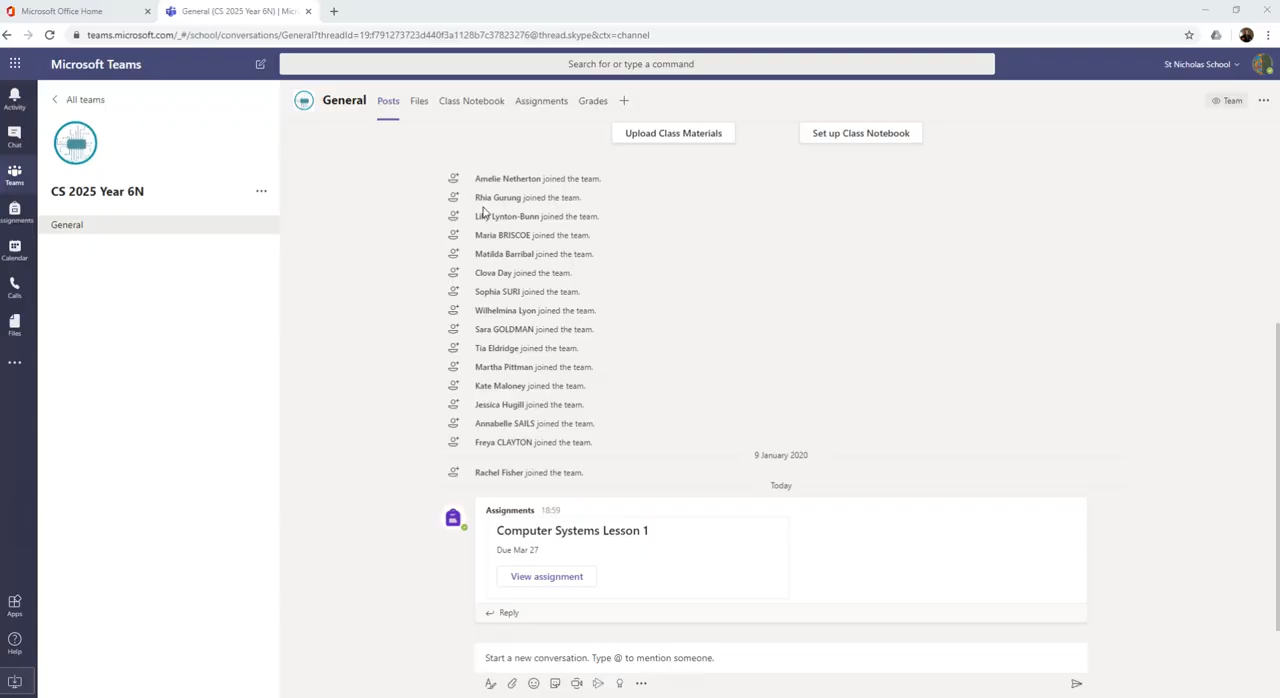 Microsoft Office Home
General (CS 2025 Year 6N) | Micr
teams.microsoft.com/_#/school/conversations/General?threadId=19:f791273723d440f3a1128b7c37823276@thread.skype&ctx=channel
Microsoft Teams
Search for or type a command
St Nicholas School
Activity
Chat
Teams
Assignments
Calendar
Calls
Files
Apps
Help
All teams
CS 2025 Year 6N
General
General
Posts
Files
Class Notebook
Assignments
Grades
Team
Upload Class Materials
Set up Class Notebook
Amelie Netherton joined the team.
Rhia Gurung joined the team.
Lynton-Bunn joined the team.
Maria BRISCOE joined the team.
Matilda Barribal joined the team.
Clova Day joined the team.
Sophia SURI joined the team.
Wilhelmina Lyon joined the team.
Sara GOLDMAN joined the team.
Tia Eldridge joined the team.
Martha Pittman joined the team.
Kate Maloney joined the team.
Jessica Hugill joined the team.
Annabelle SAILS joined the team.
Freya CLAYTON joined the team.
9 January 2020
Rachel Fisher joined the team.
Today
Assignments 18:59
Computer Systems Lesson 1
Due Mar 27
View assignment
Reply
Start a new conversation. Type @ to mention someone.